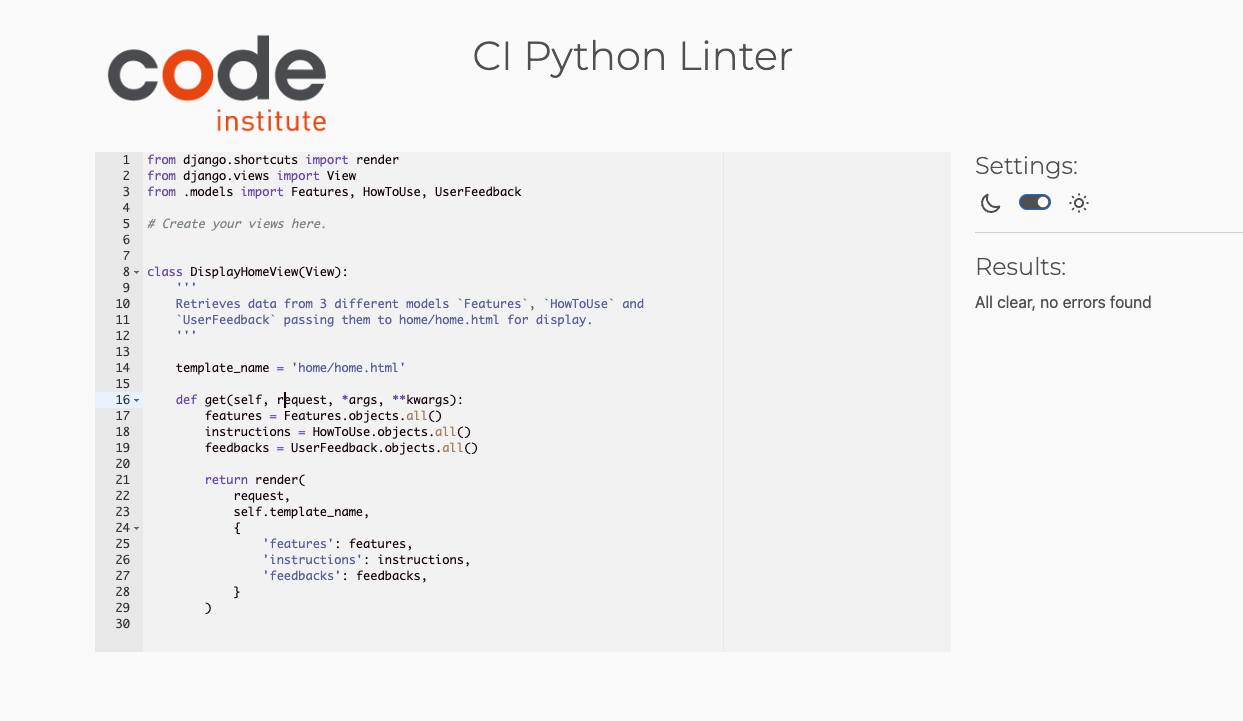 code
institute
CI Python Linter
1 from django.shortcuts import render
2 from django.views import View
3 from .models import Features, HowToUse, UserFeedback
4
5 # Create your views here.
6
7
8 class DisplayHomeView(View):
9     '''
10     Retrieves data from 3 different models `Features`, `HowToUse` and
11     `UserFeedback` passing them to home/home.html for display.
12     '''
13
14     template_name = 'home/home.html'
15
16     def get(self, request, *args, **kwargs):
17         features = Features.objects.all()
18         instructions = HowToUse.objects.all()
19         feedbacks = UserFeedback.objects.all()
20
21         return render(
22             request,
23             self.template_name,
24             {
25                 'features': features,
26                 'instructions': instructions,
27                 'feedbacks': feedbacks,
28             }
29         )
30
Settings:
Results:
All clear, no errors found